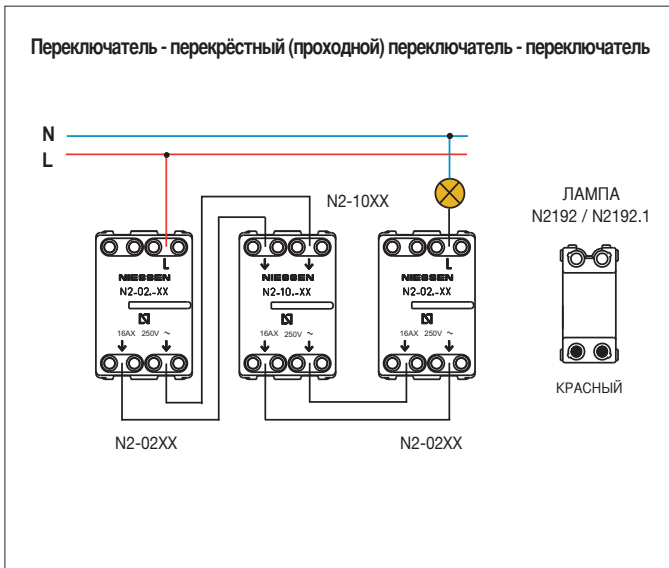 Переключатель - перекрёстный (проходной) переключатель - переключатель
N
L
N2-10XX
ЛАМПА
N2192 / N2192.1
L
NIESSEN
N2-02.-XX
16AX 250V ~
NIESSEN
N2-10.-XX
16AX 250V ~
L
NIESSEN
N2-02.-XX
16AX 250V ~
КРАСНЫЙ
N2-02XX
N2-02XX